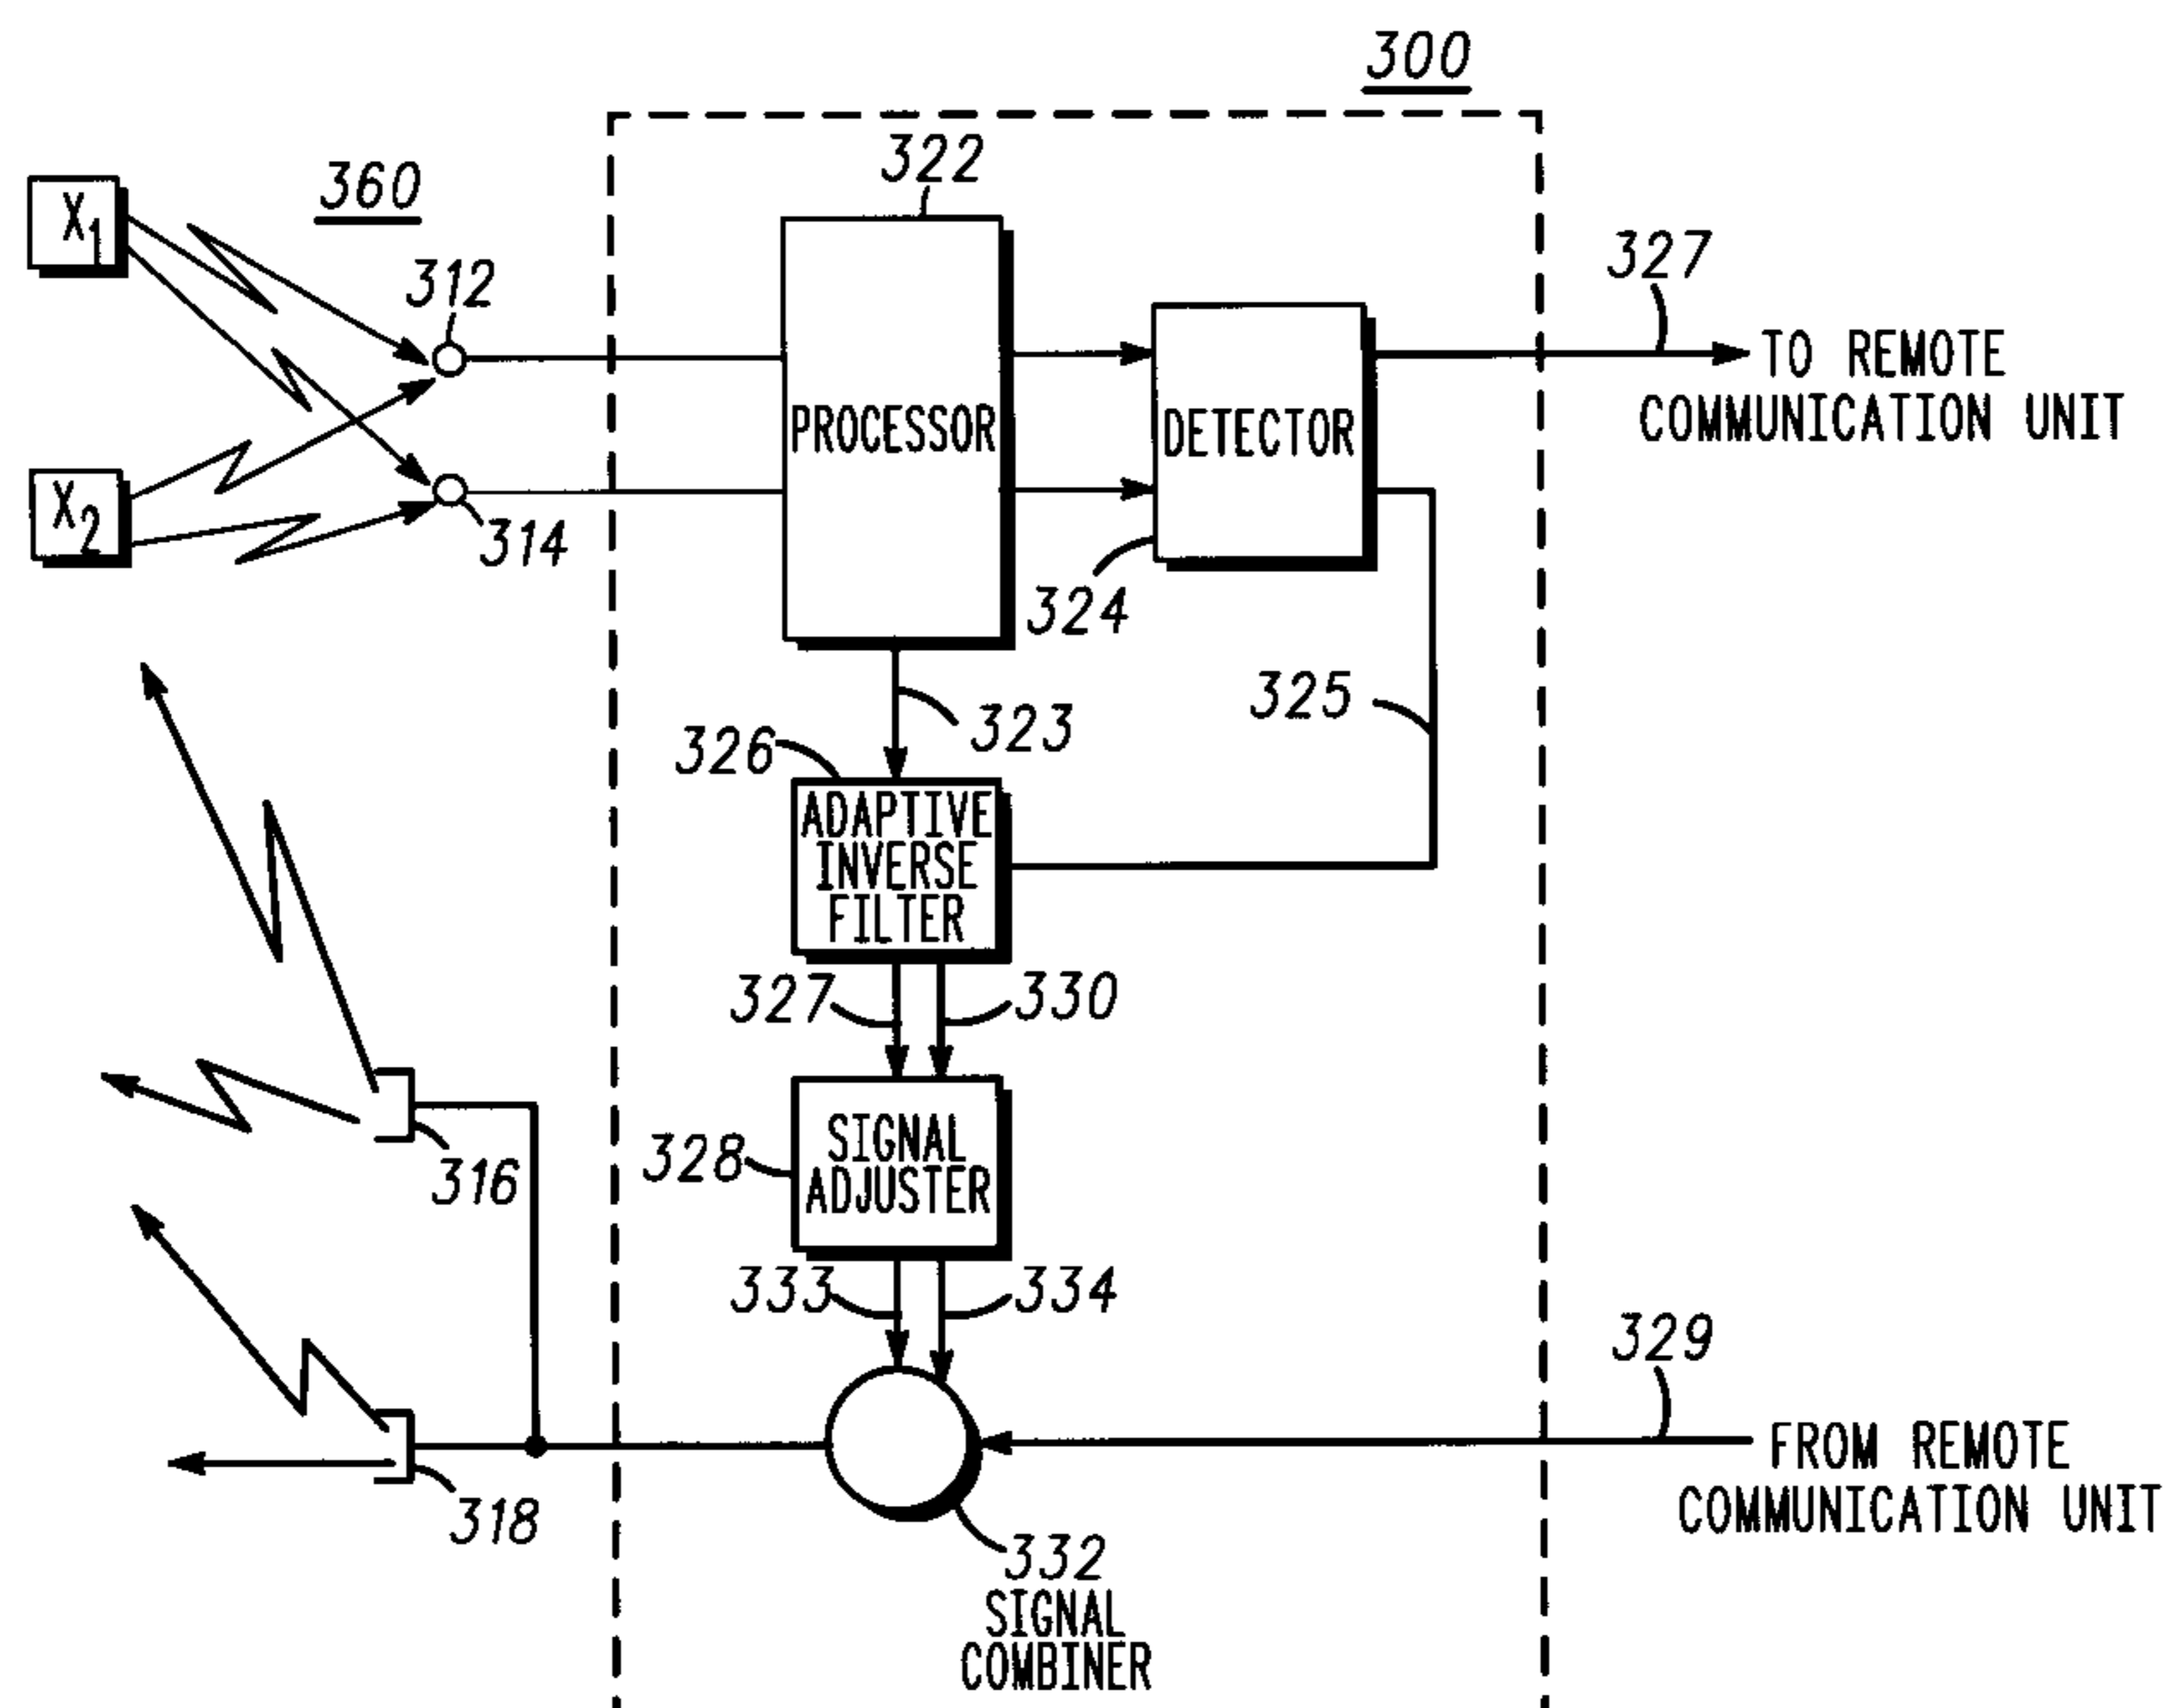 300
322
360
X1
312
327
TO REMOTE
COMMUNICATION UNIT
PROCESSOR
DETECTOR
X2
314
324
323
325
326
ADAPTIVE
INVERSE
FILTER
327
330
SIGNAL
ADJUSTER
328
316
333
334
329
FROM REMOTE
COMMUNICATION UNIT
318
332
SIGNAL
COMBINER